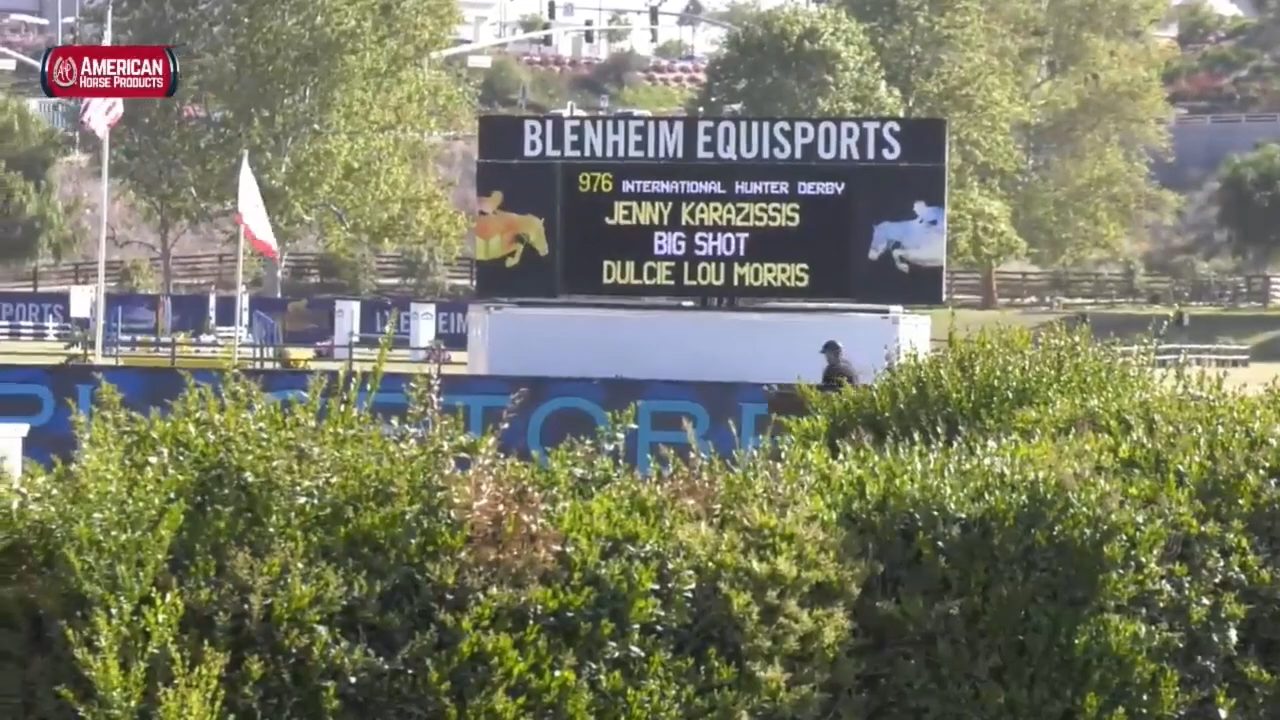 AMERICAN
HORSE PRODUCTS
BLENHEIM EQUISPORTS
976 INTERNATIONAL HUNTER DERBY
JENNY KARAZISSIS
BIG SHOT
DULCIE LOU MORRIS
PORTS